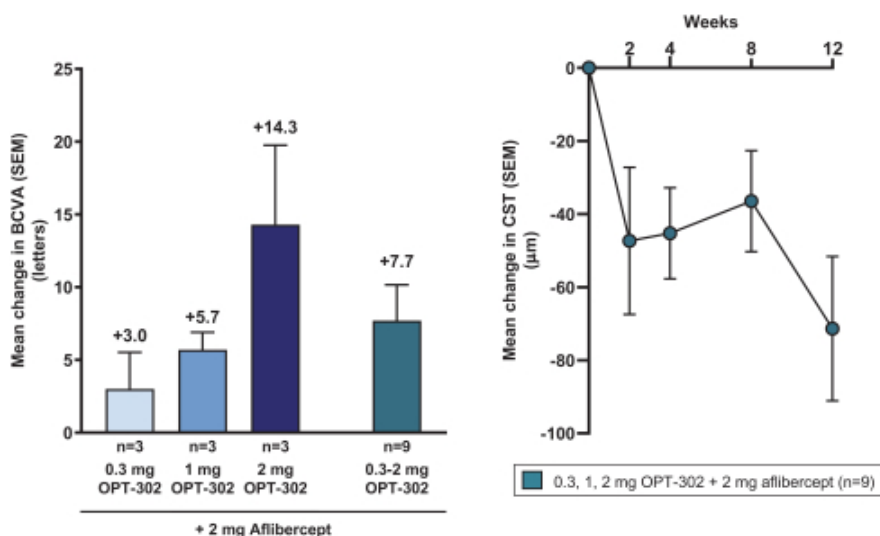 Mean change in BCVA (SEM)
(letters)
25
20
15
10
5
0
+3.0
+5.7
+14.3
+7.7
n=3 n=3 n=3 n=9
0.3 mg 1 mg 2 mg 0.3-2 mg
OPT-302 OPT-302 OPT-302 OPT-302
+ 2 mg Aflibercept
Weeks
2 4 8 12
Mean change in CST (SEM)
(μm)
0
-20
-40
-60
-80
-100
0.3, 1, 2 mg OPT-302 + 2 mg aflibercept (n=9)